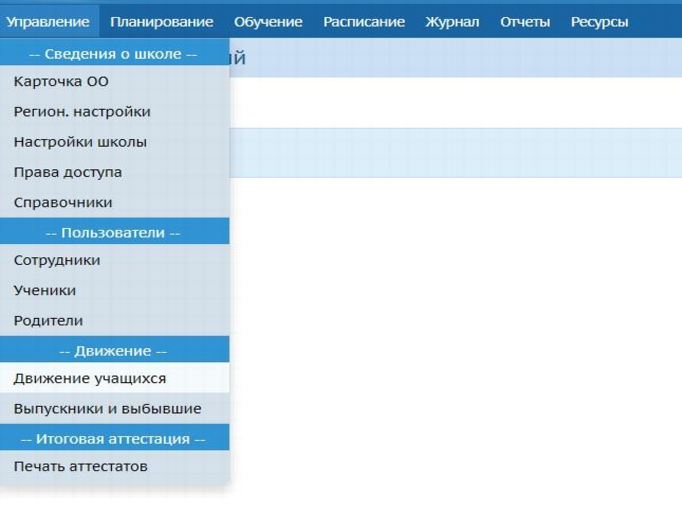 Управление Планирование Обучение Расписание Журнал Отчеты Ресурсы
-- Сведения о школе --
Карточка ОО
Регион. настройки
Настройки школы
Права доступа
Справочники
-- Пользователи --
Сотрудники
Ученики
Родители
-- Движение --
Движение учащихся
Выпускники и выбывшие
-- Итоговая аттестация --
Печать аттестатов